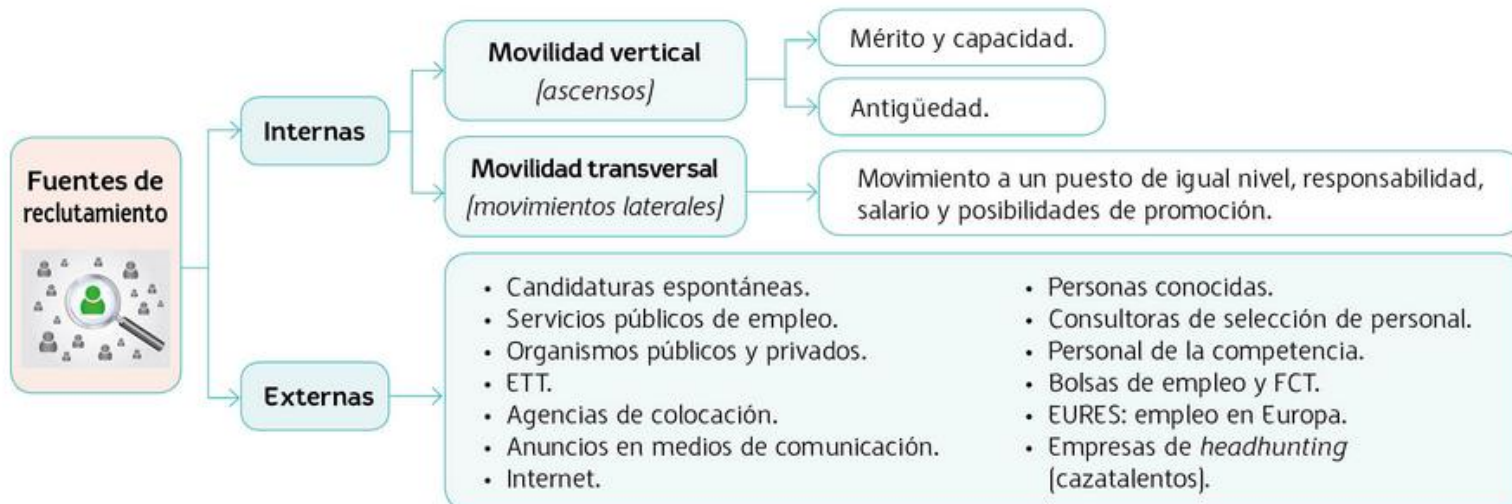 Fuentes de
reclutamiento
Internas
Movilidad vertical
(ascensos)
Mérito y capacidad.
Antigüedad.
Movilidad transversal
(movimientos laterales)
Movimiento a un puesto de igual nivel, responsabilidad,
salario y posibilidades de promoción.
Externas
• Candidaturas espontáneas.
• Servicios públicos de empleo.
• Organismos públicos y privados.
• ETT.
• Agencias de colocación.
• Anuncios en medios de comunicación.
• Internet.
• Personas conocidas.
• Consultoras de selección de personal.
• Personal de la competencia.
• Bolsas de empleo y FCT.
• EURES: empleo en Europa.
• Empresas de headhunting
(cazatalentos).